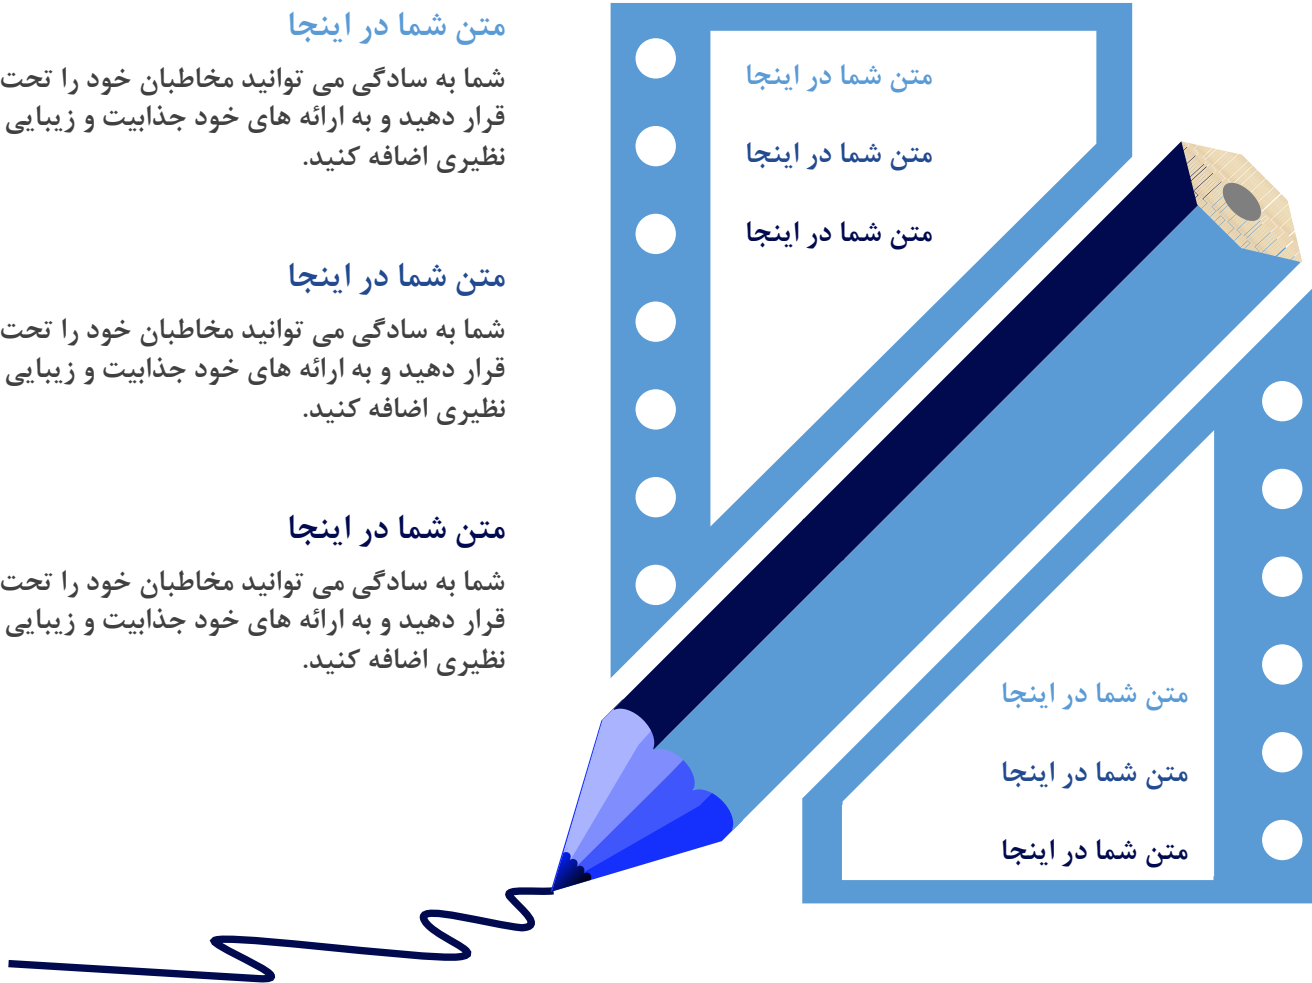 متن شما در اینجا
شما به سادگی می توانید مخاطبان خود را تحت
قرار دهید و به ارائه های خود جذابیت و زیبایی
نظیری اضافه کنید.
متن شما در اینجا
شما به سادگی می توانید مخاطبان خود را تحت
قرار دهید و به ارائه های خود جذابیت و زیبایی
نظیری اضافه کنید.
متن شما در اینجا
شما به سادگی می توانید مخاطبان خود را تحت
قرار دهید و به ارائه های خود جذابیت و زیبایی
نظیری اضافه کنید.
متن شما در اینجا
متن شما در اینجا
متن شما در اینجا
متن شما در اینجا
متن شما در اینجا
متن شما در اینجا